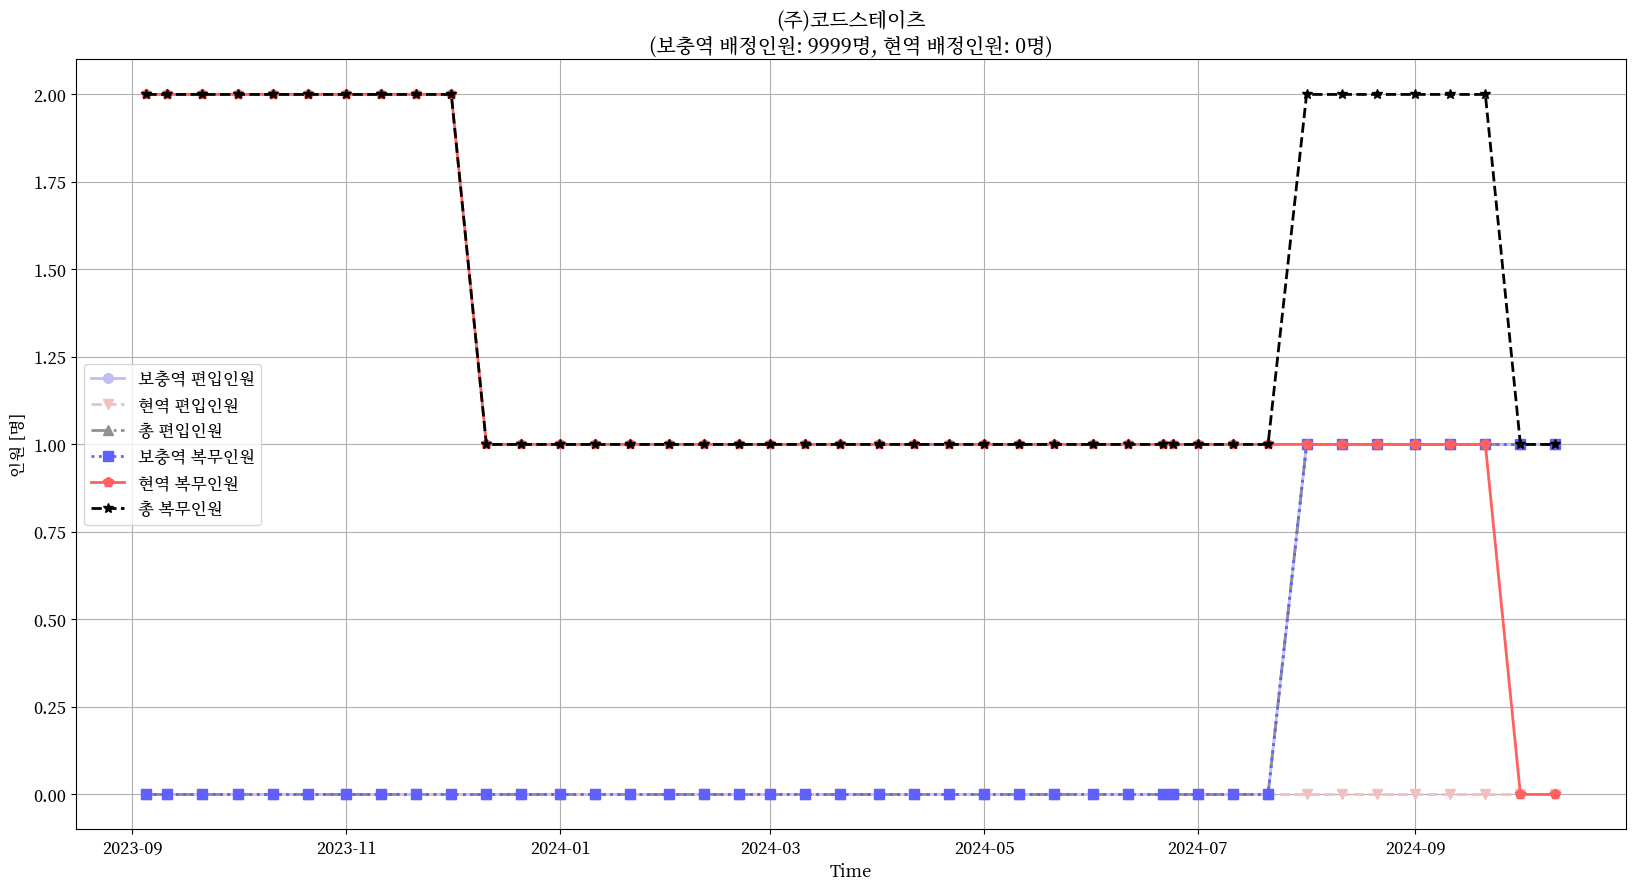 (주)코드스테이츠
(보충역 배정인원: 9999명, 현역 배정인원: 0명)
2.00
1.75
1.50
1.25
1.00
0.75
0.50
0.25
0.00
인원 [명]
보충역 편입인원
현역 편입인원
총 편입인원
보충역 복무인원
현역 복무인원
총 복무인원
2023-09 2023-11 2024-01 2024-03 2024-05 2024-07 2024-09
Time